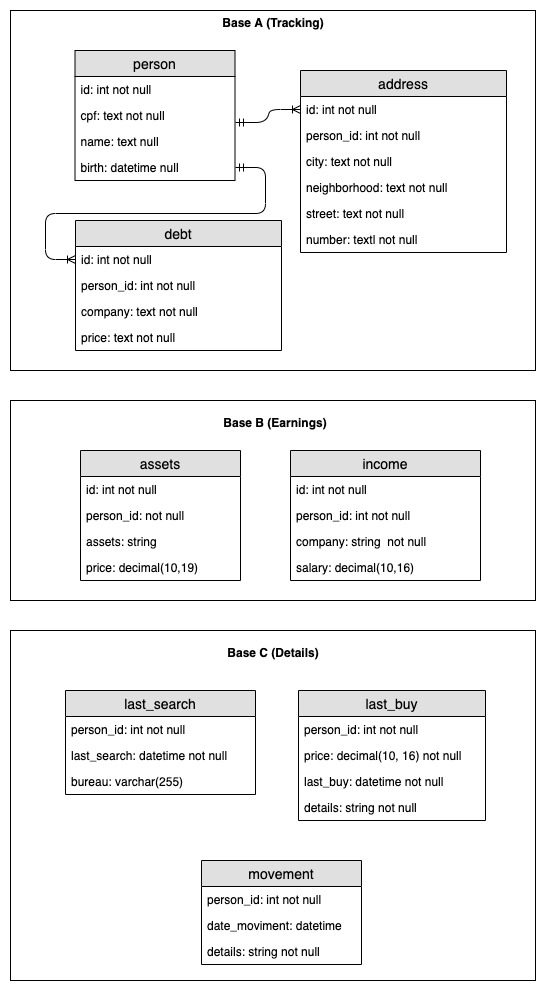 Base A (Tracking)
person
id: int not null
cpf: text not null
name: text null
birth: datetime null
address
id: int not null
person_id: int not null
city: text not null
neighborhood: text not null
street: text not null
number: textl not null
debt
id: int not null
person_id: int not null
company: text not null
price: text not null
Base B (Earnings)
assets
id: int not null
person_id: not null
assets: string
price: decimal(10,19)
income
id: int not null
person_id: int not null
company: string  not null
salary: decimal(10,16)
Base C (Details)
last_search
person_id: int not null
last_search: datetime not null
bureau: varchar(255)
last_buy
person_id: int not null
price: decimal(10, 16) not null
last_buy: datetime not null
details: string not null
movement
person_id: int not null
date_moviment: datetime
details: string not null